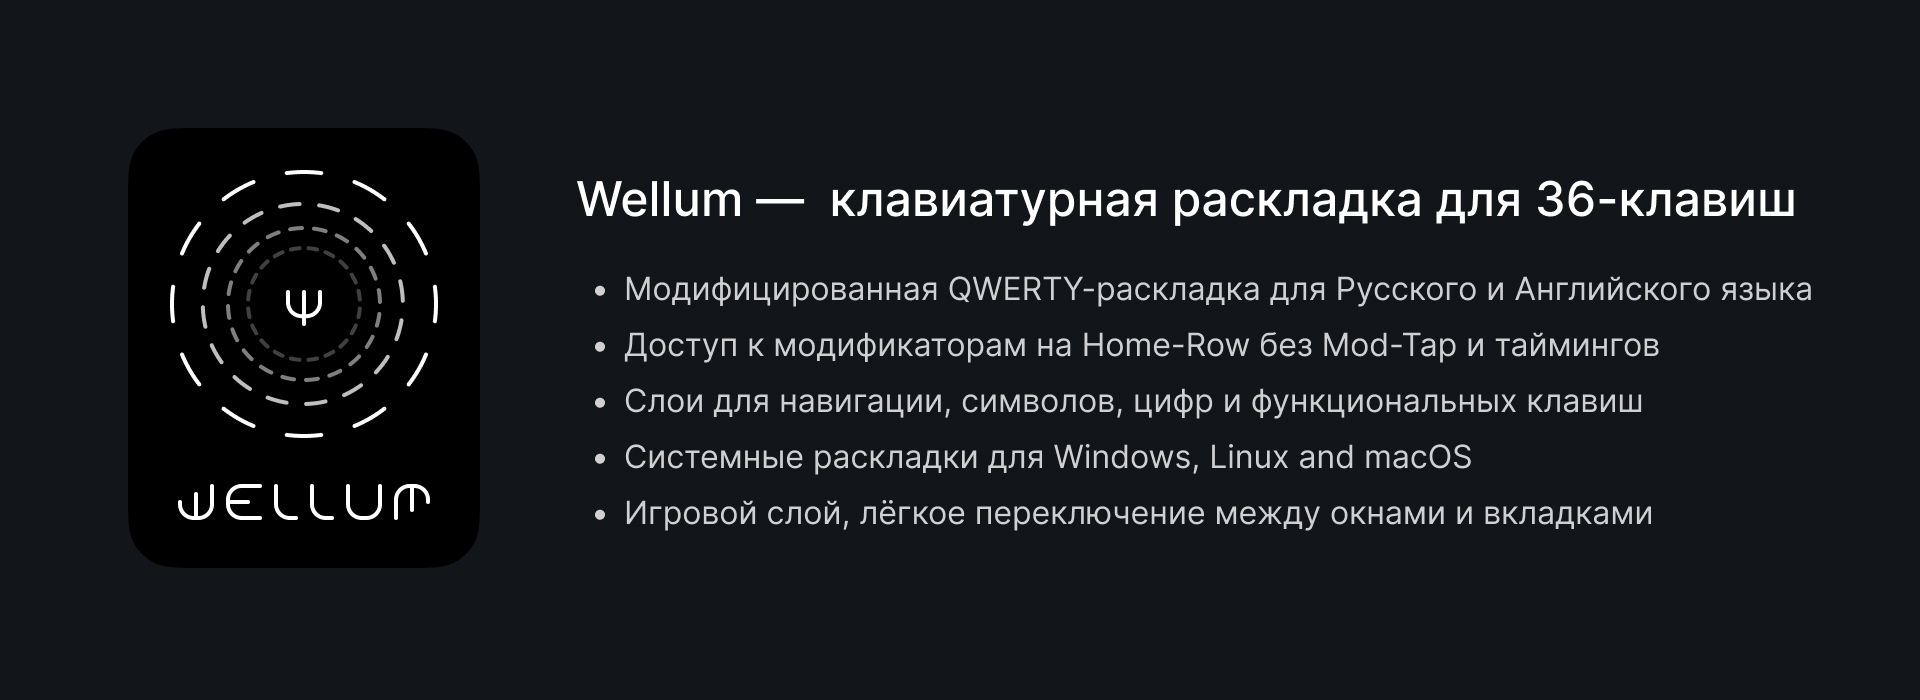 Ψ
WELLUM
Wellum — клавиатурная раскладка для 36-клавиш
• Модифицированная QWERTY-раскладка для Русского и Английского языка
• Доступ к модификаторам на Home-Row без Mod-Tap и таймингов
• Слои для навигации, символов, цифр и функциональных клавиш
• Системные раскладки для Windows, Linux and macOS
• Игровой слой, лёгкое переключение между окнами и вкладками